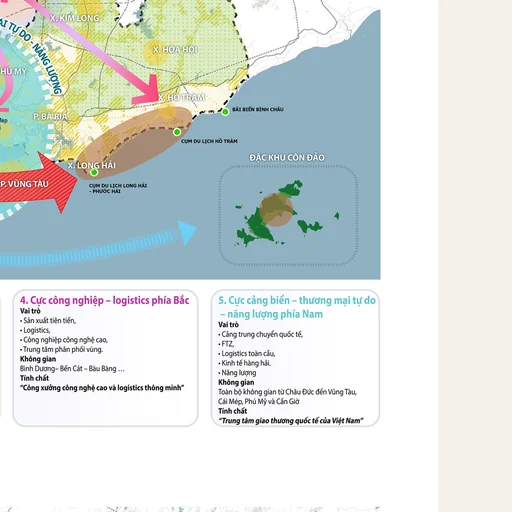 X. KIM LONG
ẠI TỰ DO - NĂNG LƯỢNG
X. HÒA HỘI
HÚ MỸ
X. HỒ TRÀM
BÃI BIỂN BÌNH CHÂU
P. BÀ RỊA
CỤM DU LỊCH HỒ TRÀM
ĐẶC KHU CÔN ĐẢO
X. LONG HẢI
P. VŨNG TÀU
CỤM DU LỊCH LONG HẢI
- PHƯỚC HẢI
4. Cực công nghiệp – logistics phía Bắc
Vai trò
• Sản xuất tiên tiến,
• Logistics,
• Công nghiệp công nghệ cao,
• Trung tâm phân phối vùng.
Không gian
Bình Dương– Bến Cát – Bàu Bàng …
Tính chất
“Công xưởng công nghệ cao và logistics thông minh”
5. Cực cảng biển – thương mại tự do
– năng lượng phía Nam
Vai trò
• Cảng trung chuyển quốc tế,
• FTZ,
• Logistics toàn cầu,
• Kinh tế hàng hải.
• Năng lượng
Không gian
Toàn bộ không gian từ Châu Đức đến Vũng Tàu,
Cái Mép, Phú Mỹ và Cần Giờ
Tính chất
“Trung tâm giao thương quốc tế của Việt Nam”